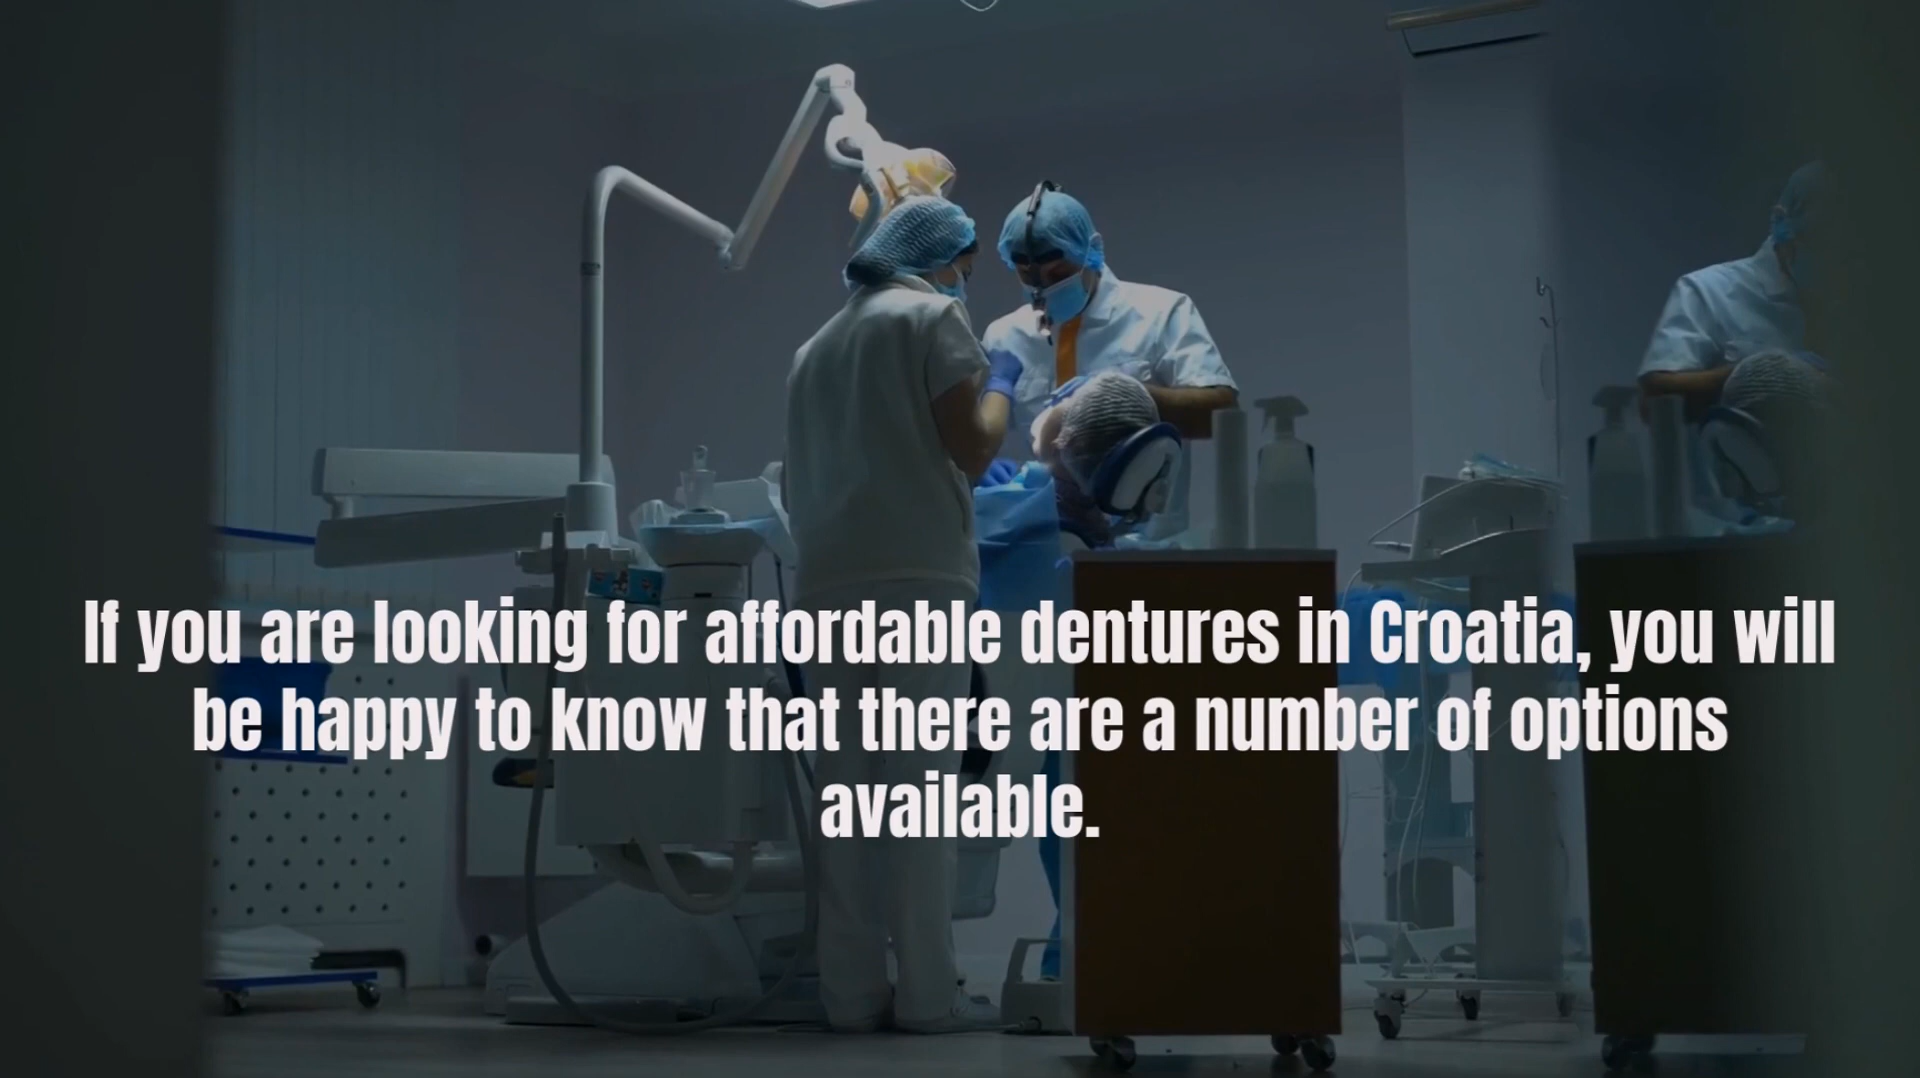 If you are looking for affordable dentures in Croatia, you will
be happy to know that there are a number of options
available.